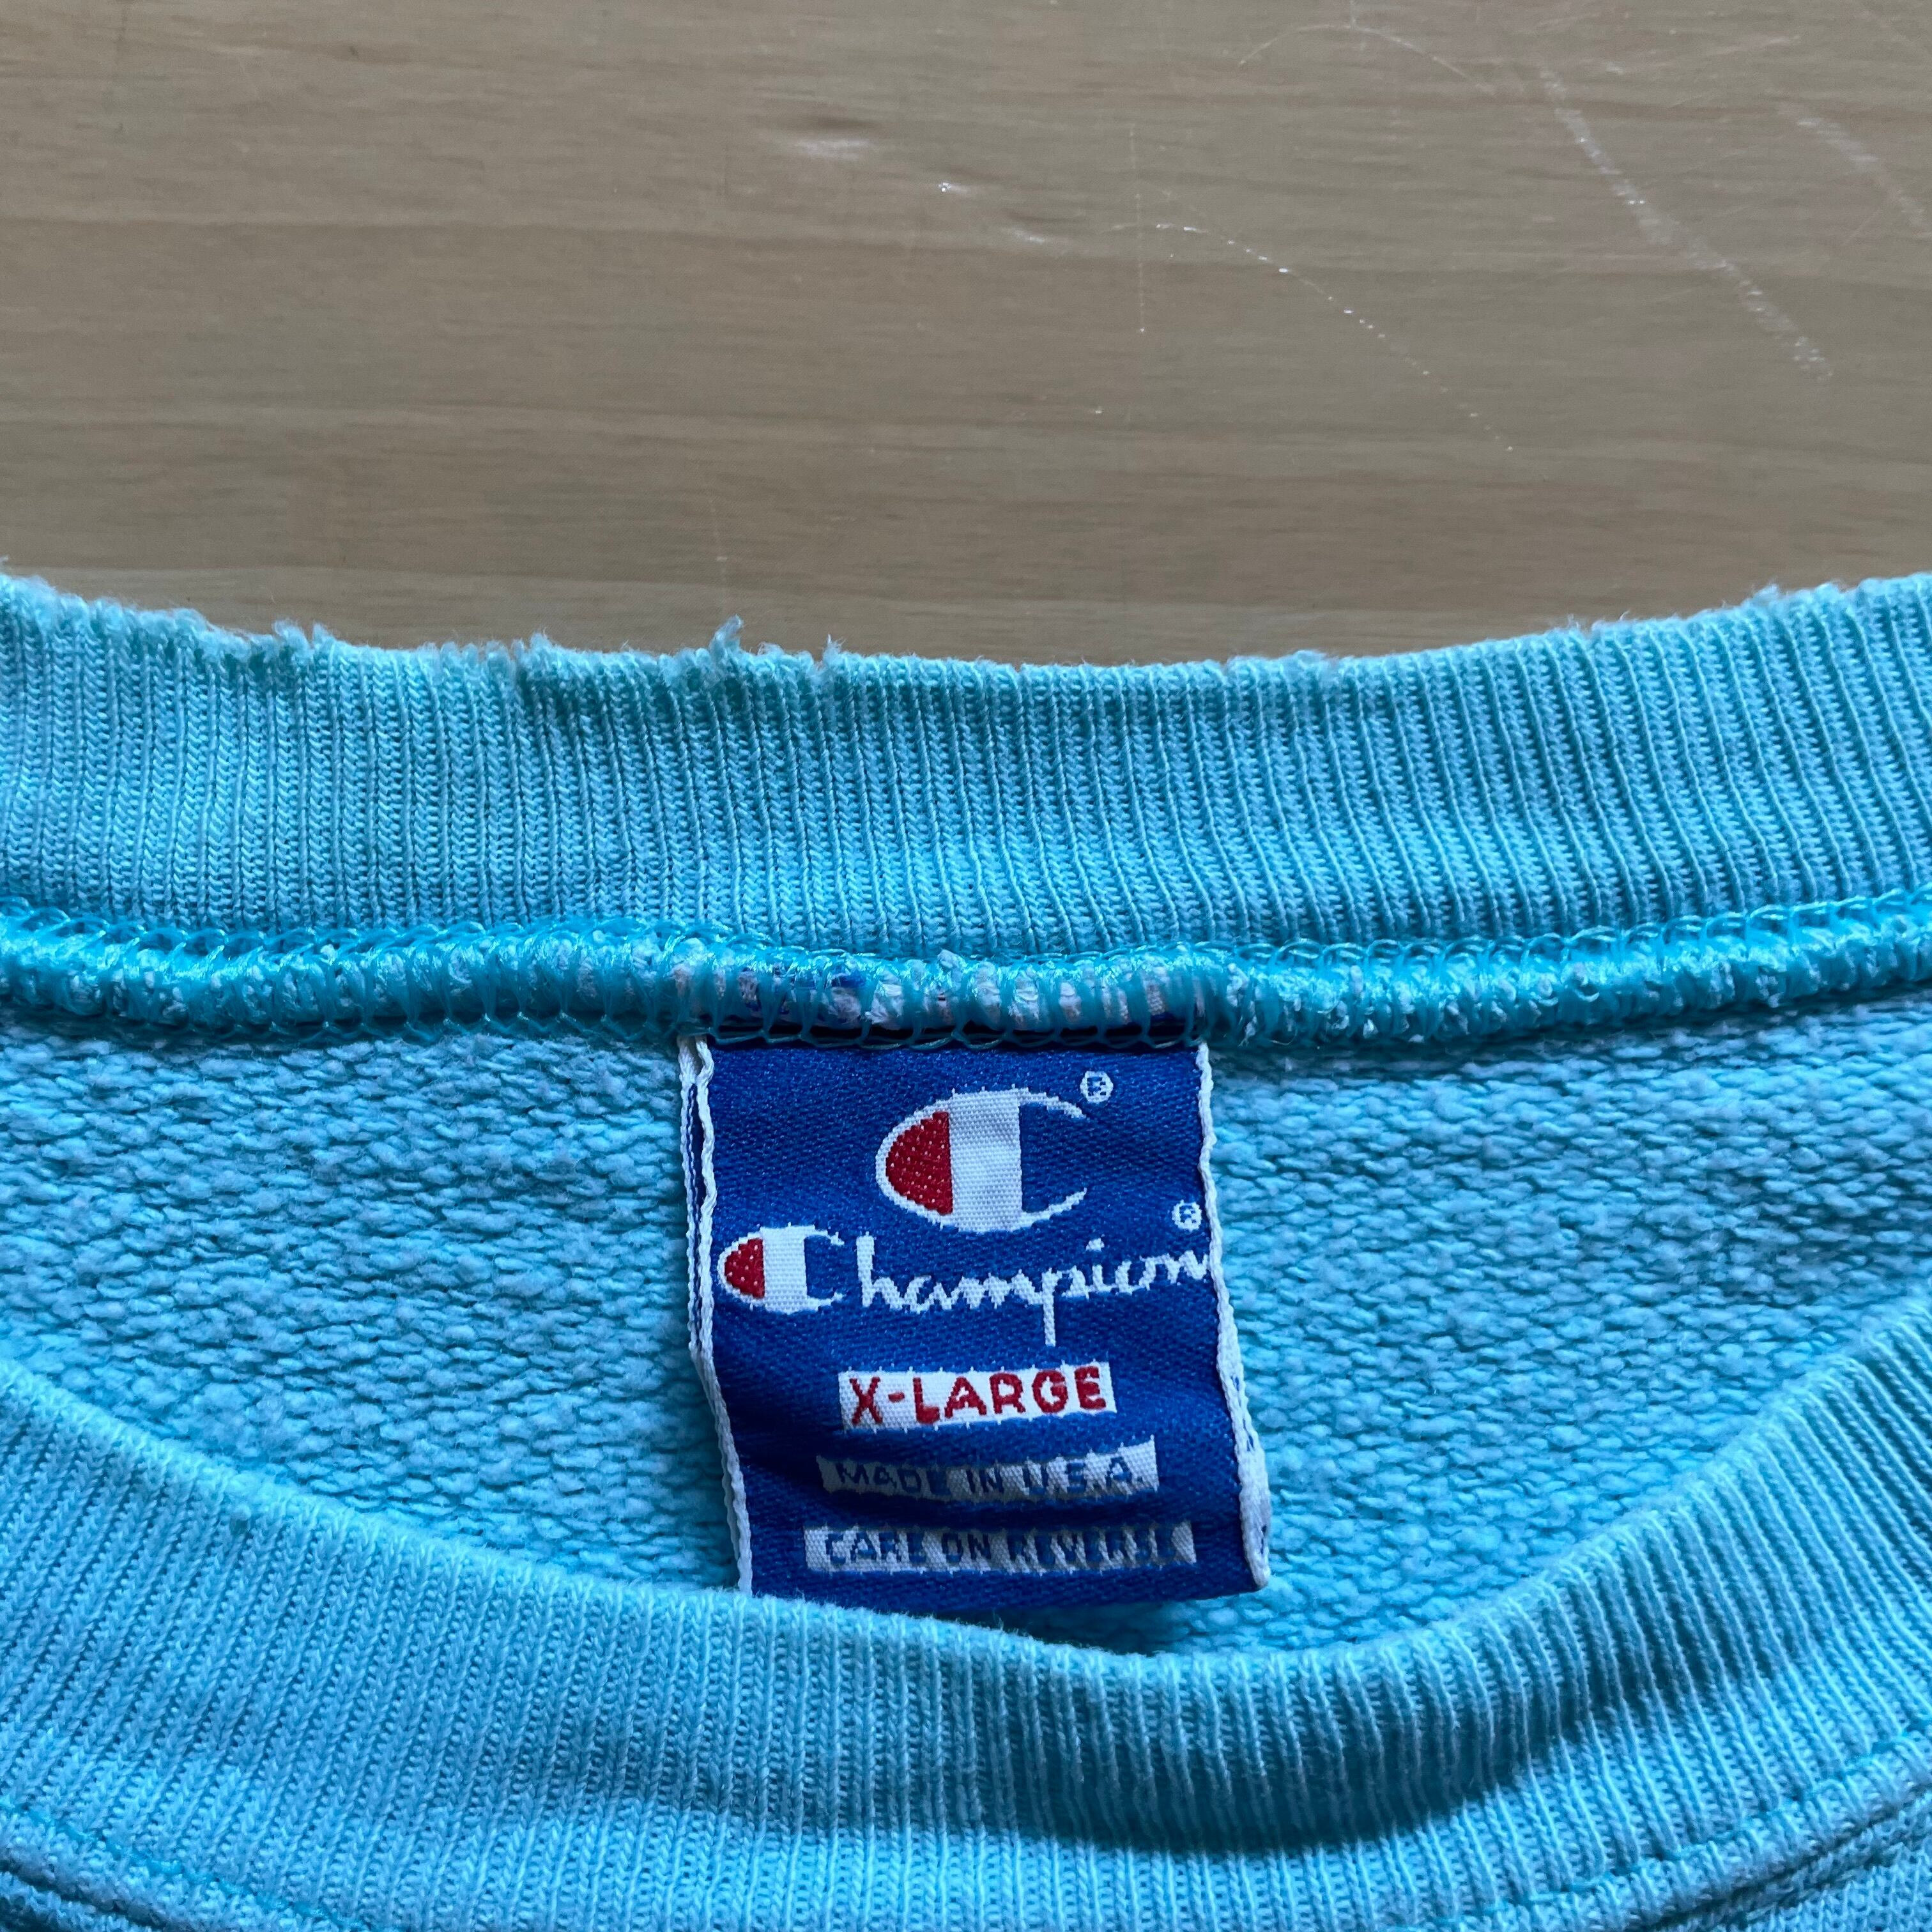 C®
Champion®
X-LARGE
MADE IN U.S.A.
CARE ON REVERSE